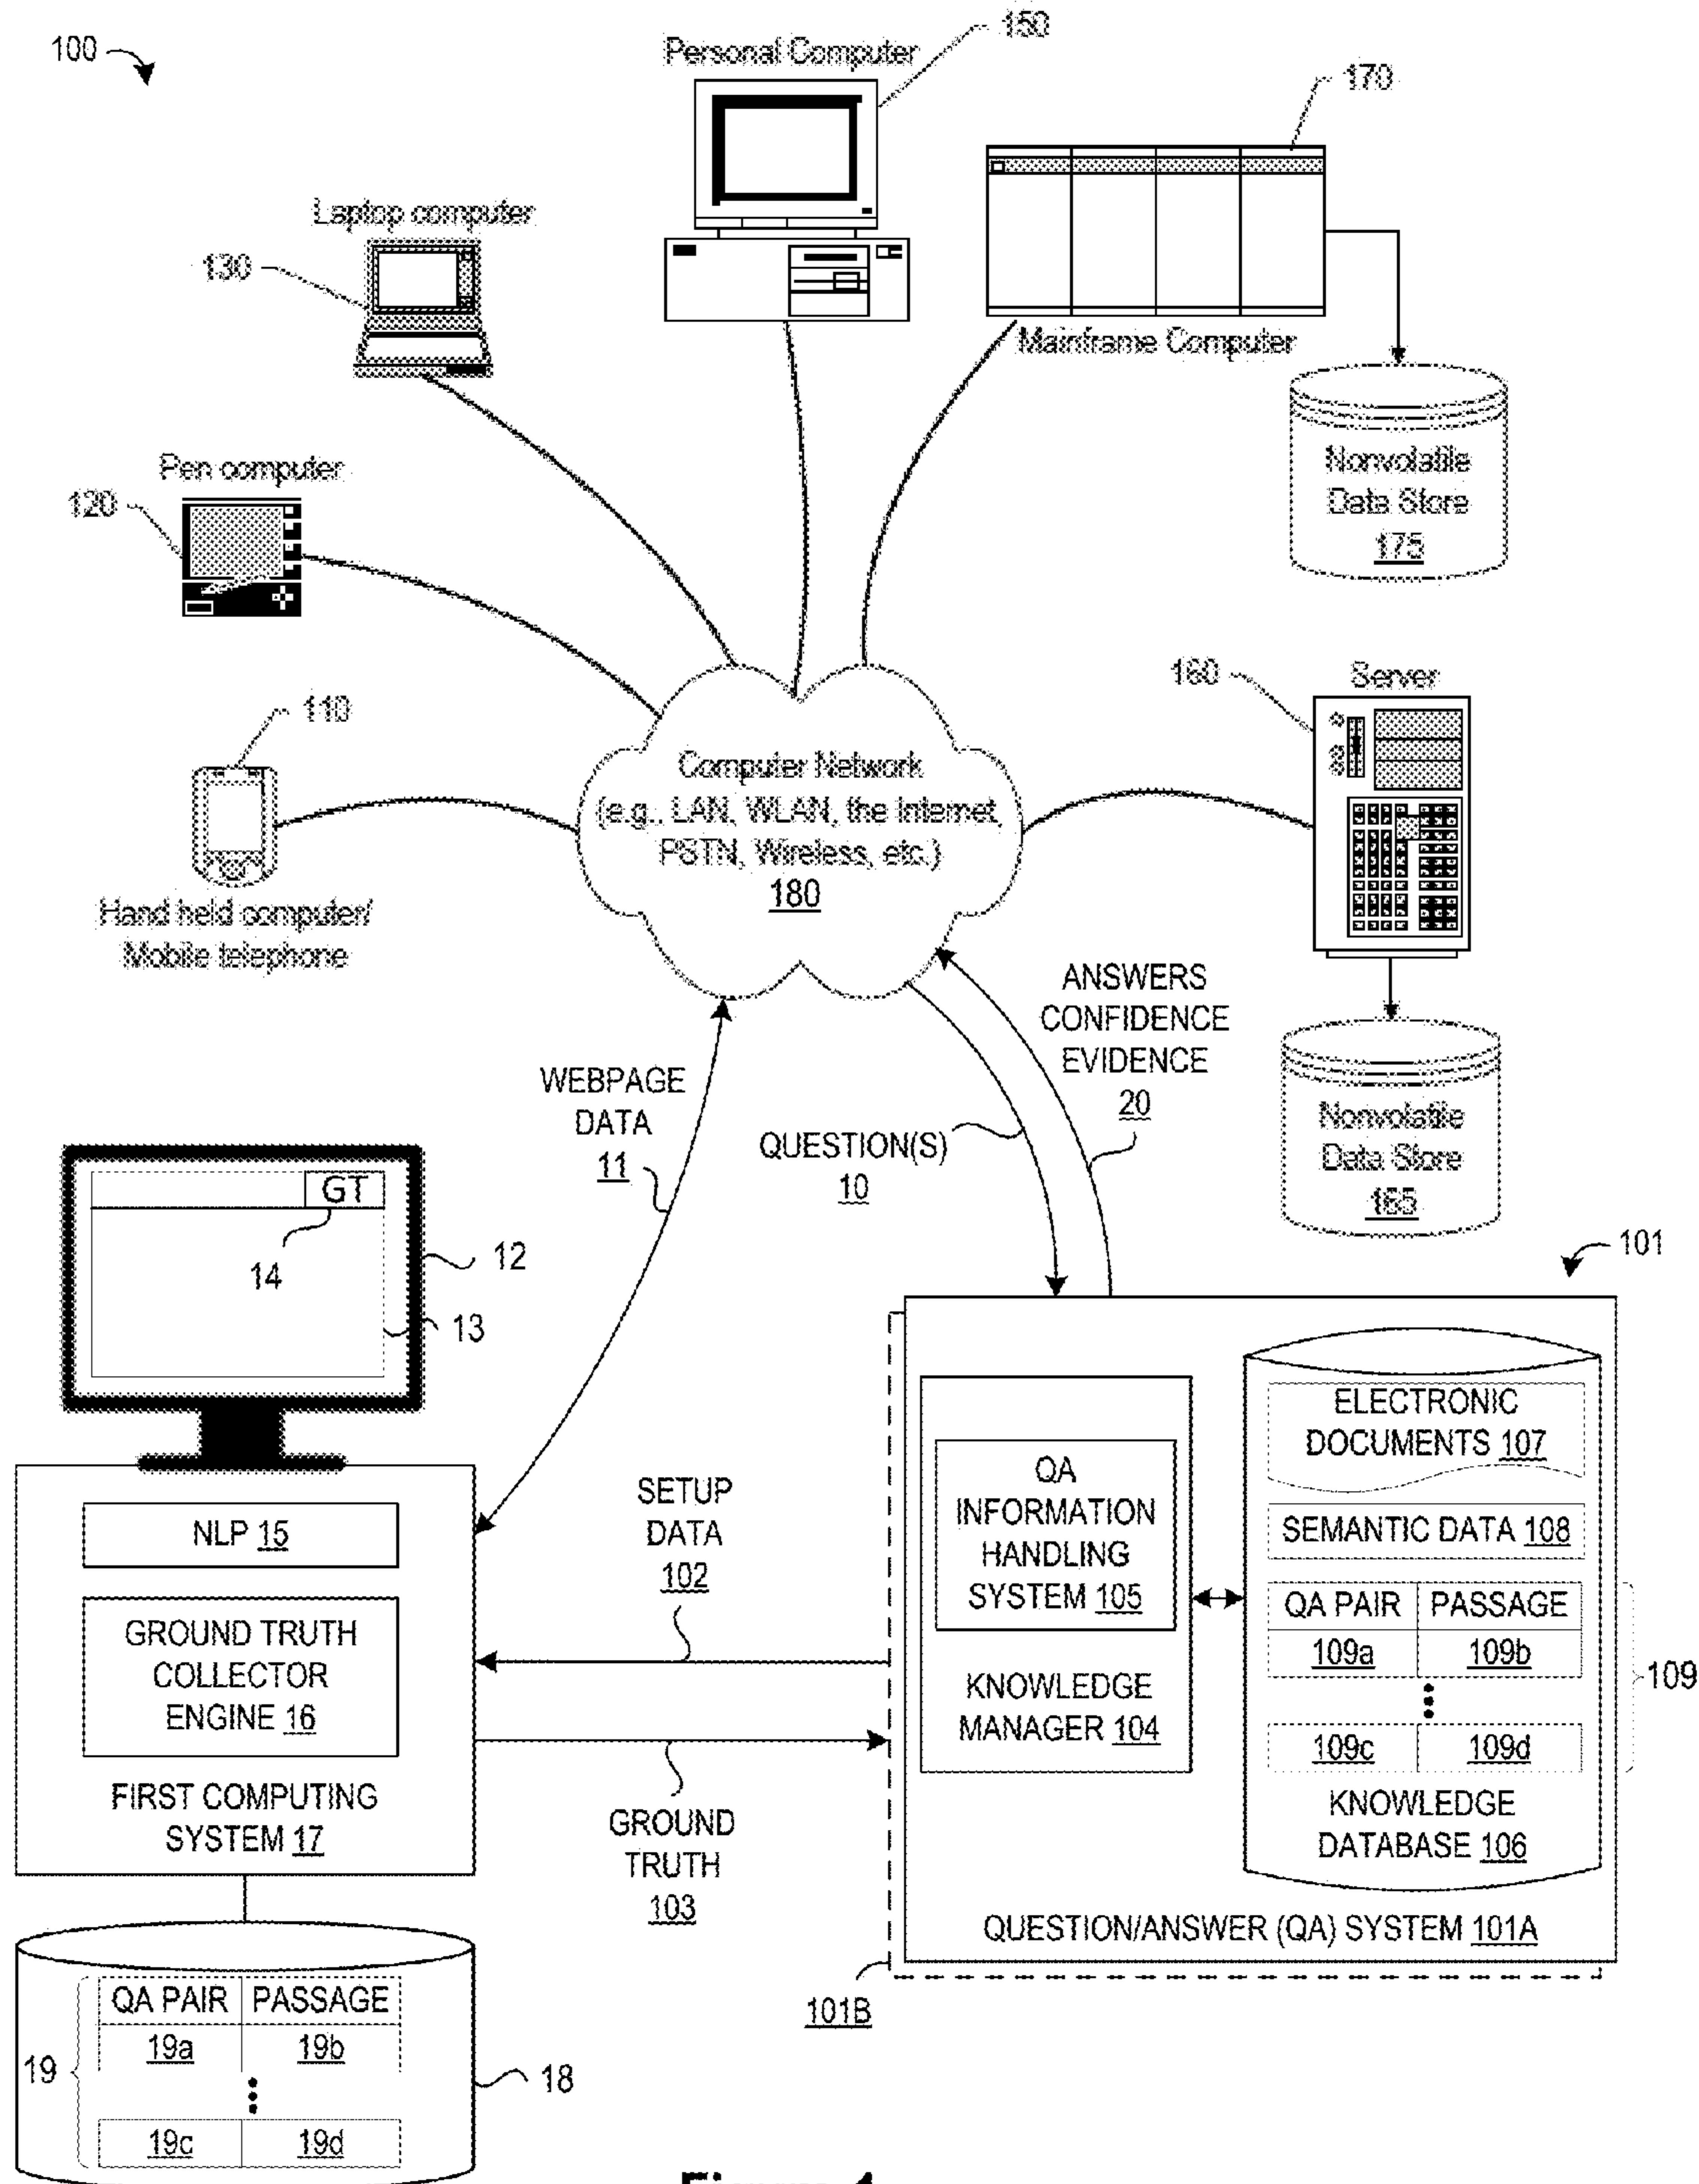 100
Personal Computer
150
170
Laptop computer
130
Mainframe Computer
Nonvolatile
Data Store
175
Pen computer
120
110
Hand held computer/
Mobile telephone
Computer Network
(e.g., LAN, WLAN, the Internet,
PSTN, Wireless, etc.)
180
160
Server
Nonvolatile
Data Store
165
ANSWERS
CONFIDENCE
EVIDENCE
20
WEBPAGE
DATA
11
QUESTION(S)
10
GT
14
12
13
101
NLP 15
GROUND TRUTH
COLLECTOR
ENGINE 16
FIRST COMPUTING
SYSTEM 17
SETUP
DATA
102
GROUND
TRUTH
103
QA
INFORMATION
HANDLING
SYSTEM 105
KNOWLEDGE
MANAGER 104
ELECTRONIC
DOCUMENTS 107
SEMANTIC DATA 108
QA PAIR PASSAGE
109a 109b
109c 109d
109
KNOWLEDGE
DATABASE 106
QUESTION/ANSWER (QA) SYSTEM 101A
101B
QA PAIR PASSAGE
19a 19b
19c 19d
19
18